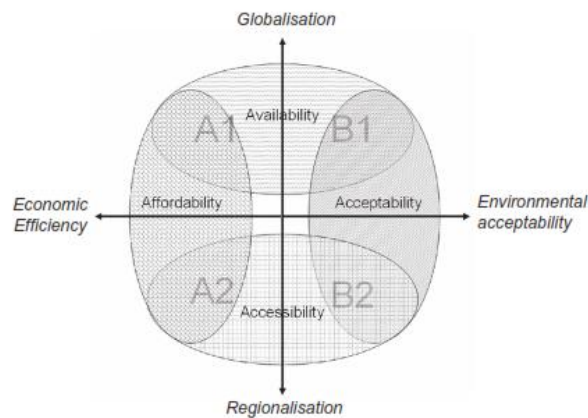 Globalisation
Availability
A1
B1
Economic
Efficiency
Affordability
Acceptability
Environmental
acceptability
A2
B2
Accessibility
Regionalisation